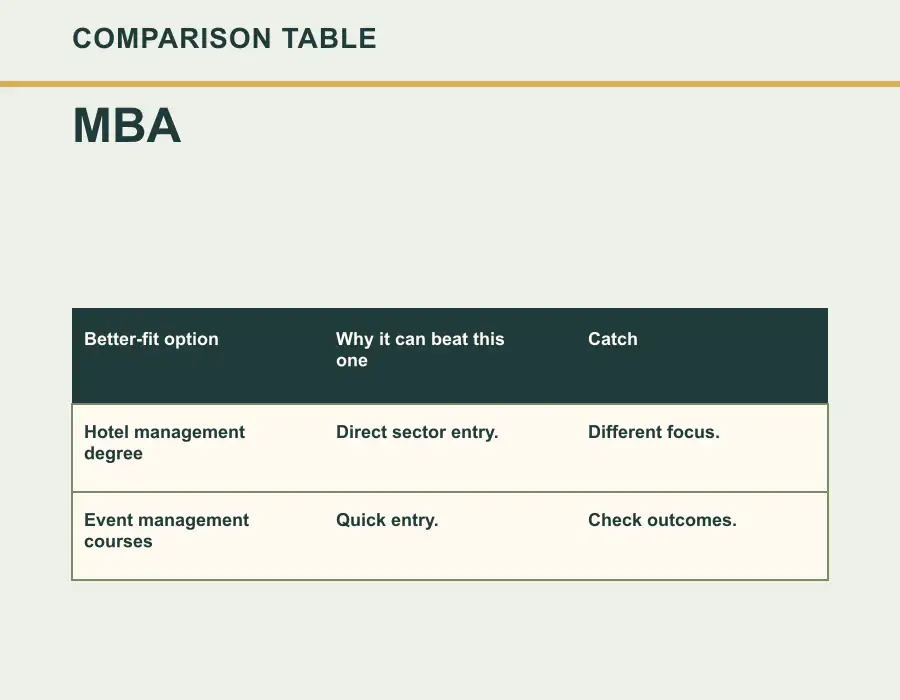 COMPARISON TABLE
MBA
Better-fit option
Why it can beat this
one
Catch
Hotel management
degree
Direct sector entry.
Different focus.
Event management
courses
Quick entry.
Check outcomes.